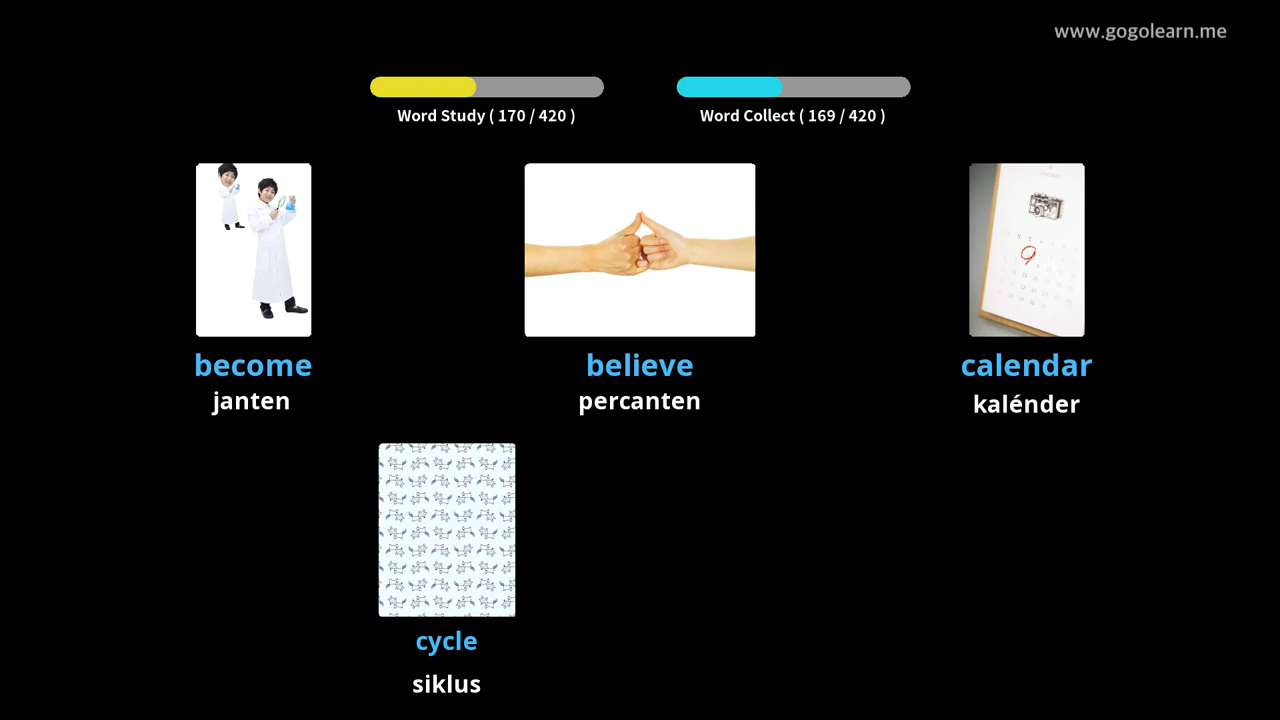 www.gogolearn.me
Word Study ( 170 / 420 )
Word Collect ( 169 / 420 )
become
janten
believe
percanten
calendar
kalénder
cycle
siklus